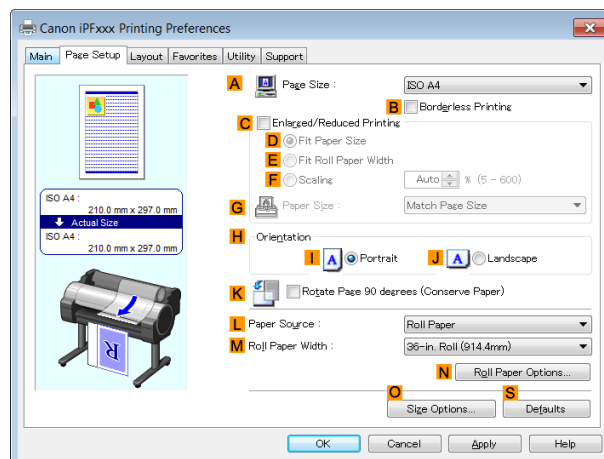 Canon iPFxxx Printing Preferences
Main Page Setup Layout Favorites Utility Support
A Page Size : ISO A4
B Borderless Printing
C Enlarged/Reduced Printing
D Fit Paper Size
E Fit Roll Paper Width
F Scaling Auto % (5 - 600)
G Paper Size : Match Page Size
ISO A4 :
210.0 mm x 297.0 mm
Actual Size
ISO A4 :
210.0 mm x 297.0 mm
H Orientation
I A Portrait J A Landscape
K Rotate Page 90 degrees (Conserve Paper)
L Paper Source : Roll Paper
M Roll Paper Width : 36-in. Roll (914.4mm)
R
N Roll Paper Options...
O S
Size Options... Defaults
OK Cancel Apply Help